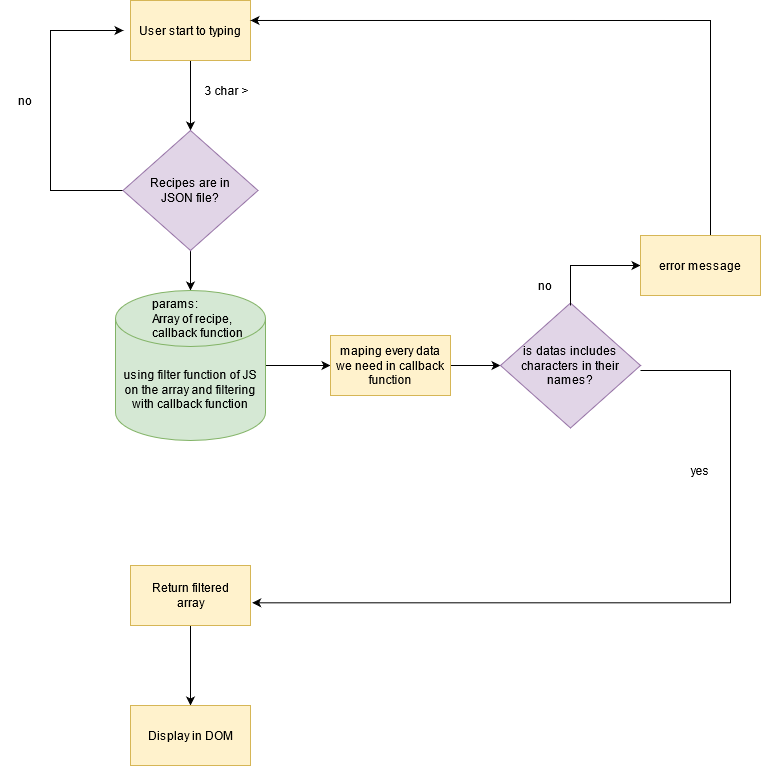 User start to typing
no
3 char >
Recipes are in
JSON file?
params:
Array of recipe,
callback function
using filter function of JS
on the array and filtering
with callback function
maping every data
we need in callback
function
is datas includes
characters in their
names?
no
error message
yes
Return filtered
array
Display in DOM